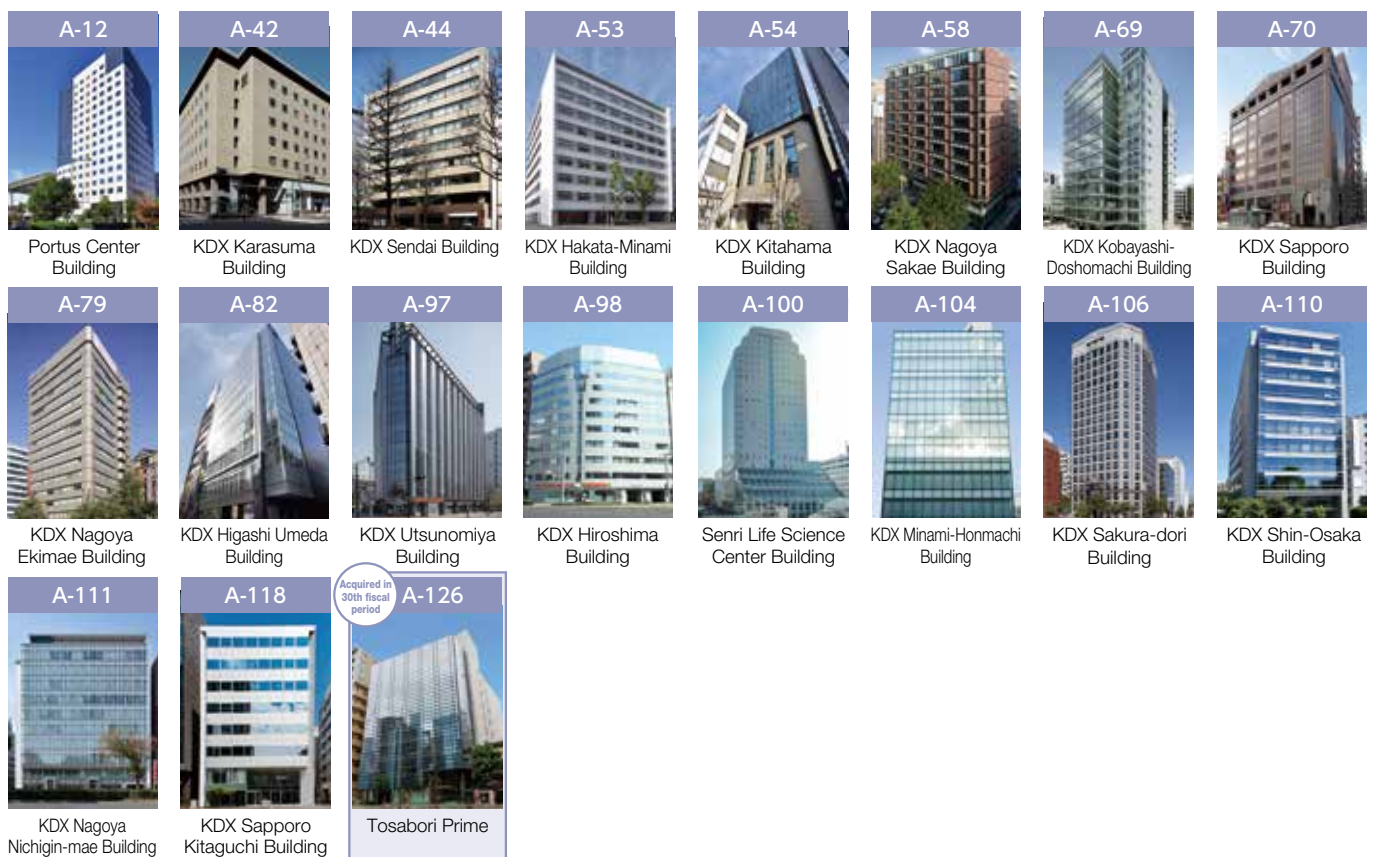 A-12
Portus Center
Building
A-42
KDX Karasuma
Building
A-44
KDX Sendai Building
A-53
KDX Hakata-Minami
Building
A-54
KDX Kitahama
Building
A-58
KDX Nagoya
Sakae Building
A-69
KDX Kobayashi-
Doshomachi Building
A-70
KDX Sapporo
Building
A-79
KDX Nagoya
Ekimae Building
A-82
KDX Higashi Umeda
Building
A-97
KDX Utsunomiya
Building
A-98
KDX Hiroshima
Building
A-100
Senri Life Science
Center Building
A-104
KDX Minami-Honmachi
Building
A-106
KDX Sakura-dori
Building
A-110
KDX Shin-Osaka
Building
A-111
KDX Nagoya
Nichigin-mae Building
A-118
KDX Sapporo
Kitaguchi Building
Acquired in
30th fiscal
period
A-126
Tosabori Prime